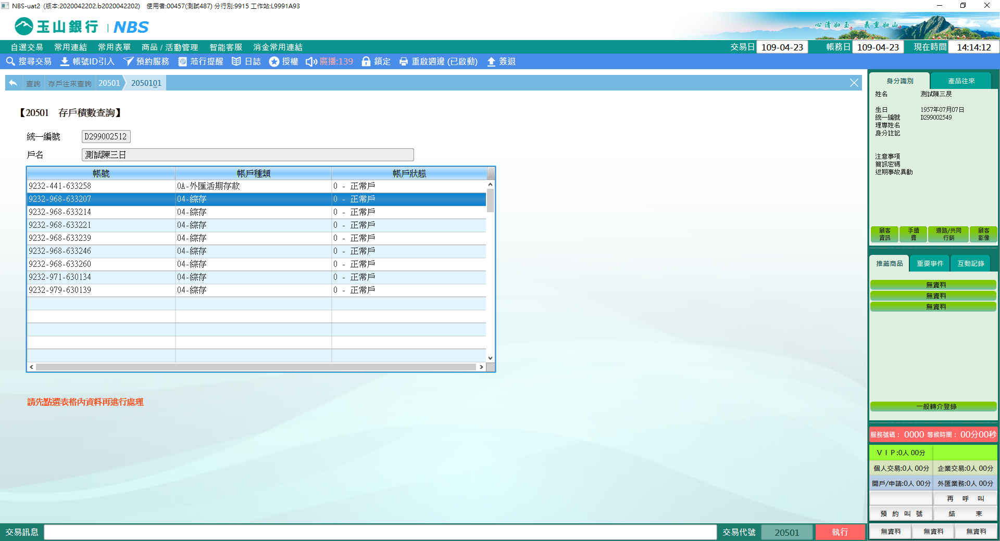 NBS-uat2 (版本:2020042202.b2020042202) 使用者:00457(測試487) 分行別:9915 工作站:L9991A93
玉山銀行 | NBS
心清如玉 義重如山
自選交易 常用連結 常用表單 商品 / 活動管理 智能客服 消金常用連結 交易日 109-04-23 帳務日 109-04-23 現在時間 14:14:12
搜尋交易 帳號ID引入 預約服務 蒞行提醒 日誌 授權 廣播:139 鎖定 重啟週邊 (已啟動) 簽退
查詢 存戶往來查詢 20501 2050101
【20501 存戶積數查詢】
統一編號 D299002512
戶名 測試陳三日
帳號 帳戶種類 帳戶狀態
9232-441-633258 0A-外匯活期存款 0 - 正常戶
9232-968-633207 04-綜存 0 - 正常戶
9232-968-633214 04-綜存 0 - 正常戶
9232-968-633221 04-綜存 0 - 正常戶
9232-968-633239 04-綜存 0 - 正常戶
9232-968-633246 04-綜存 0 - 正常戶
9232-968-633260 04-綜存 0 - 正常戶
9232-971-630134 04-綜存 0 - 正常戶
9232-979-630139 04-綜存 0 - 正常戶
請先點選表格內資料再進行處理
身分識別 產品往來
姓名 測試陳三昃
生日 1957年07月07日
統一編號 D299002549
理專姓名
身分註記
注意事項
簡訊密碼
近期事故異動
顧客資訊 手續費 通路/共同行銷 顧客影像
推薦商品 重要事件 互動記錄
無資料
無資料
無資料
一般轉介登錄
服務號碼： 0000 等候時間： 00分00秒
ＶＩＰ:0人 00分
個人交易:0人 00分 企業交易:0人 00分
開戶/申請:0人 00分 外匯業務:0人 00分
再 呼 叫
預 約 叫 號 結 束
無資料 無資料 無資料
交易訊息 交易代號 20501 執行